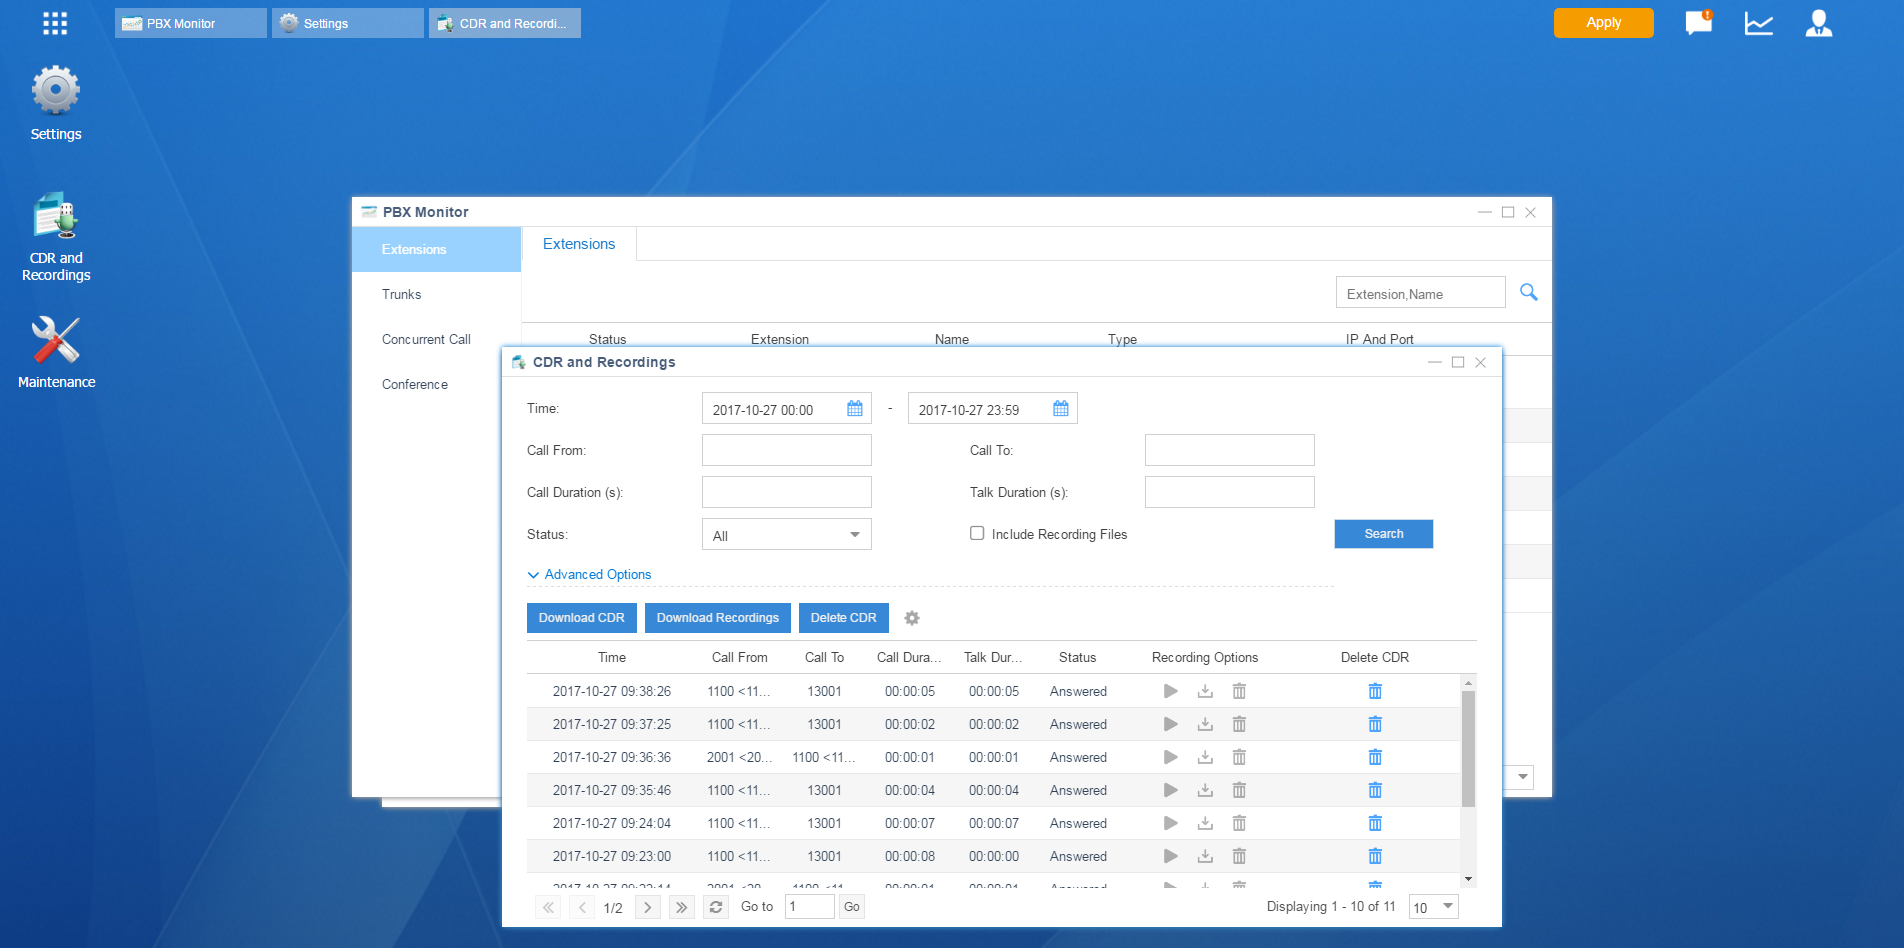 PBX Monitor
Settings
CDR and Recordi...
Apply
Settings
CDR and
Recordings
Maintenance
PBX Monitor
Extensions
Trunks
Concurrent Call
Conference
Extensions
Extension,Name
Status Extension Name Type IP And Port
CDR and Recordings
Time: 2017-10-27 00:00 - 2017-10-27 23:59
Call From: Call To:
Call Duration (s): Talk Duration (s):
Status: All Include Recording Files Search
Advanced Options
Download CDR Download Recordings Delete CDR
Time Call From Call To Call Dura... Talk Dur... Status Recording Options Delete CDR
2017-10-27 09:38:26 1100 <11... 13001 00:00:05 00:00:05 Answered
2017-10-27 09:37:25 1100 <11... 13001 00:00:02 00:00:02 Answered
2017-10-27 09:36:36 2001 <20... 1100 <11... 00:00:01 00:00:01 Answered
2017-10-27 09:35:46 1100 <11... 13001 00:00:04 00:00:04 Answered
2017-10-27 09:24:04 1100 <11... 13001 00:00:07 00:00:07 Answered
2017-10-27 09:23:00 1100 <11... 13001 00:00:08 00:00:00 Answered
1/2 Go to 1 Go Displaying 1 - 10 of 11 10